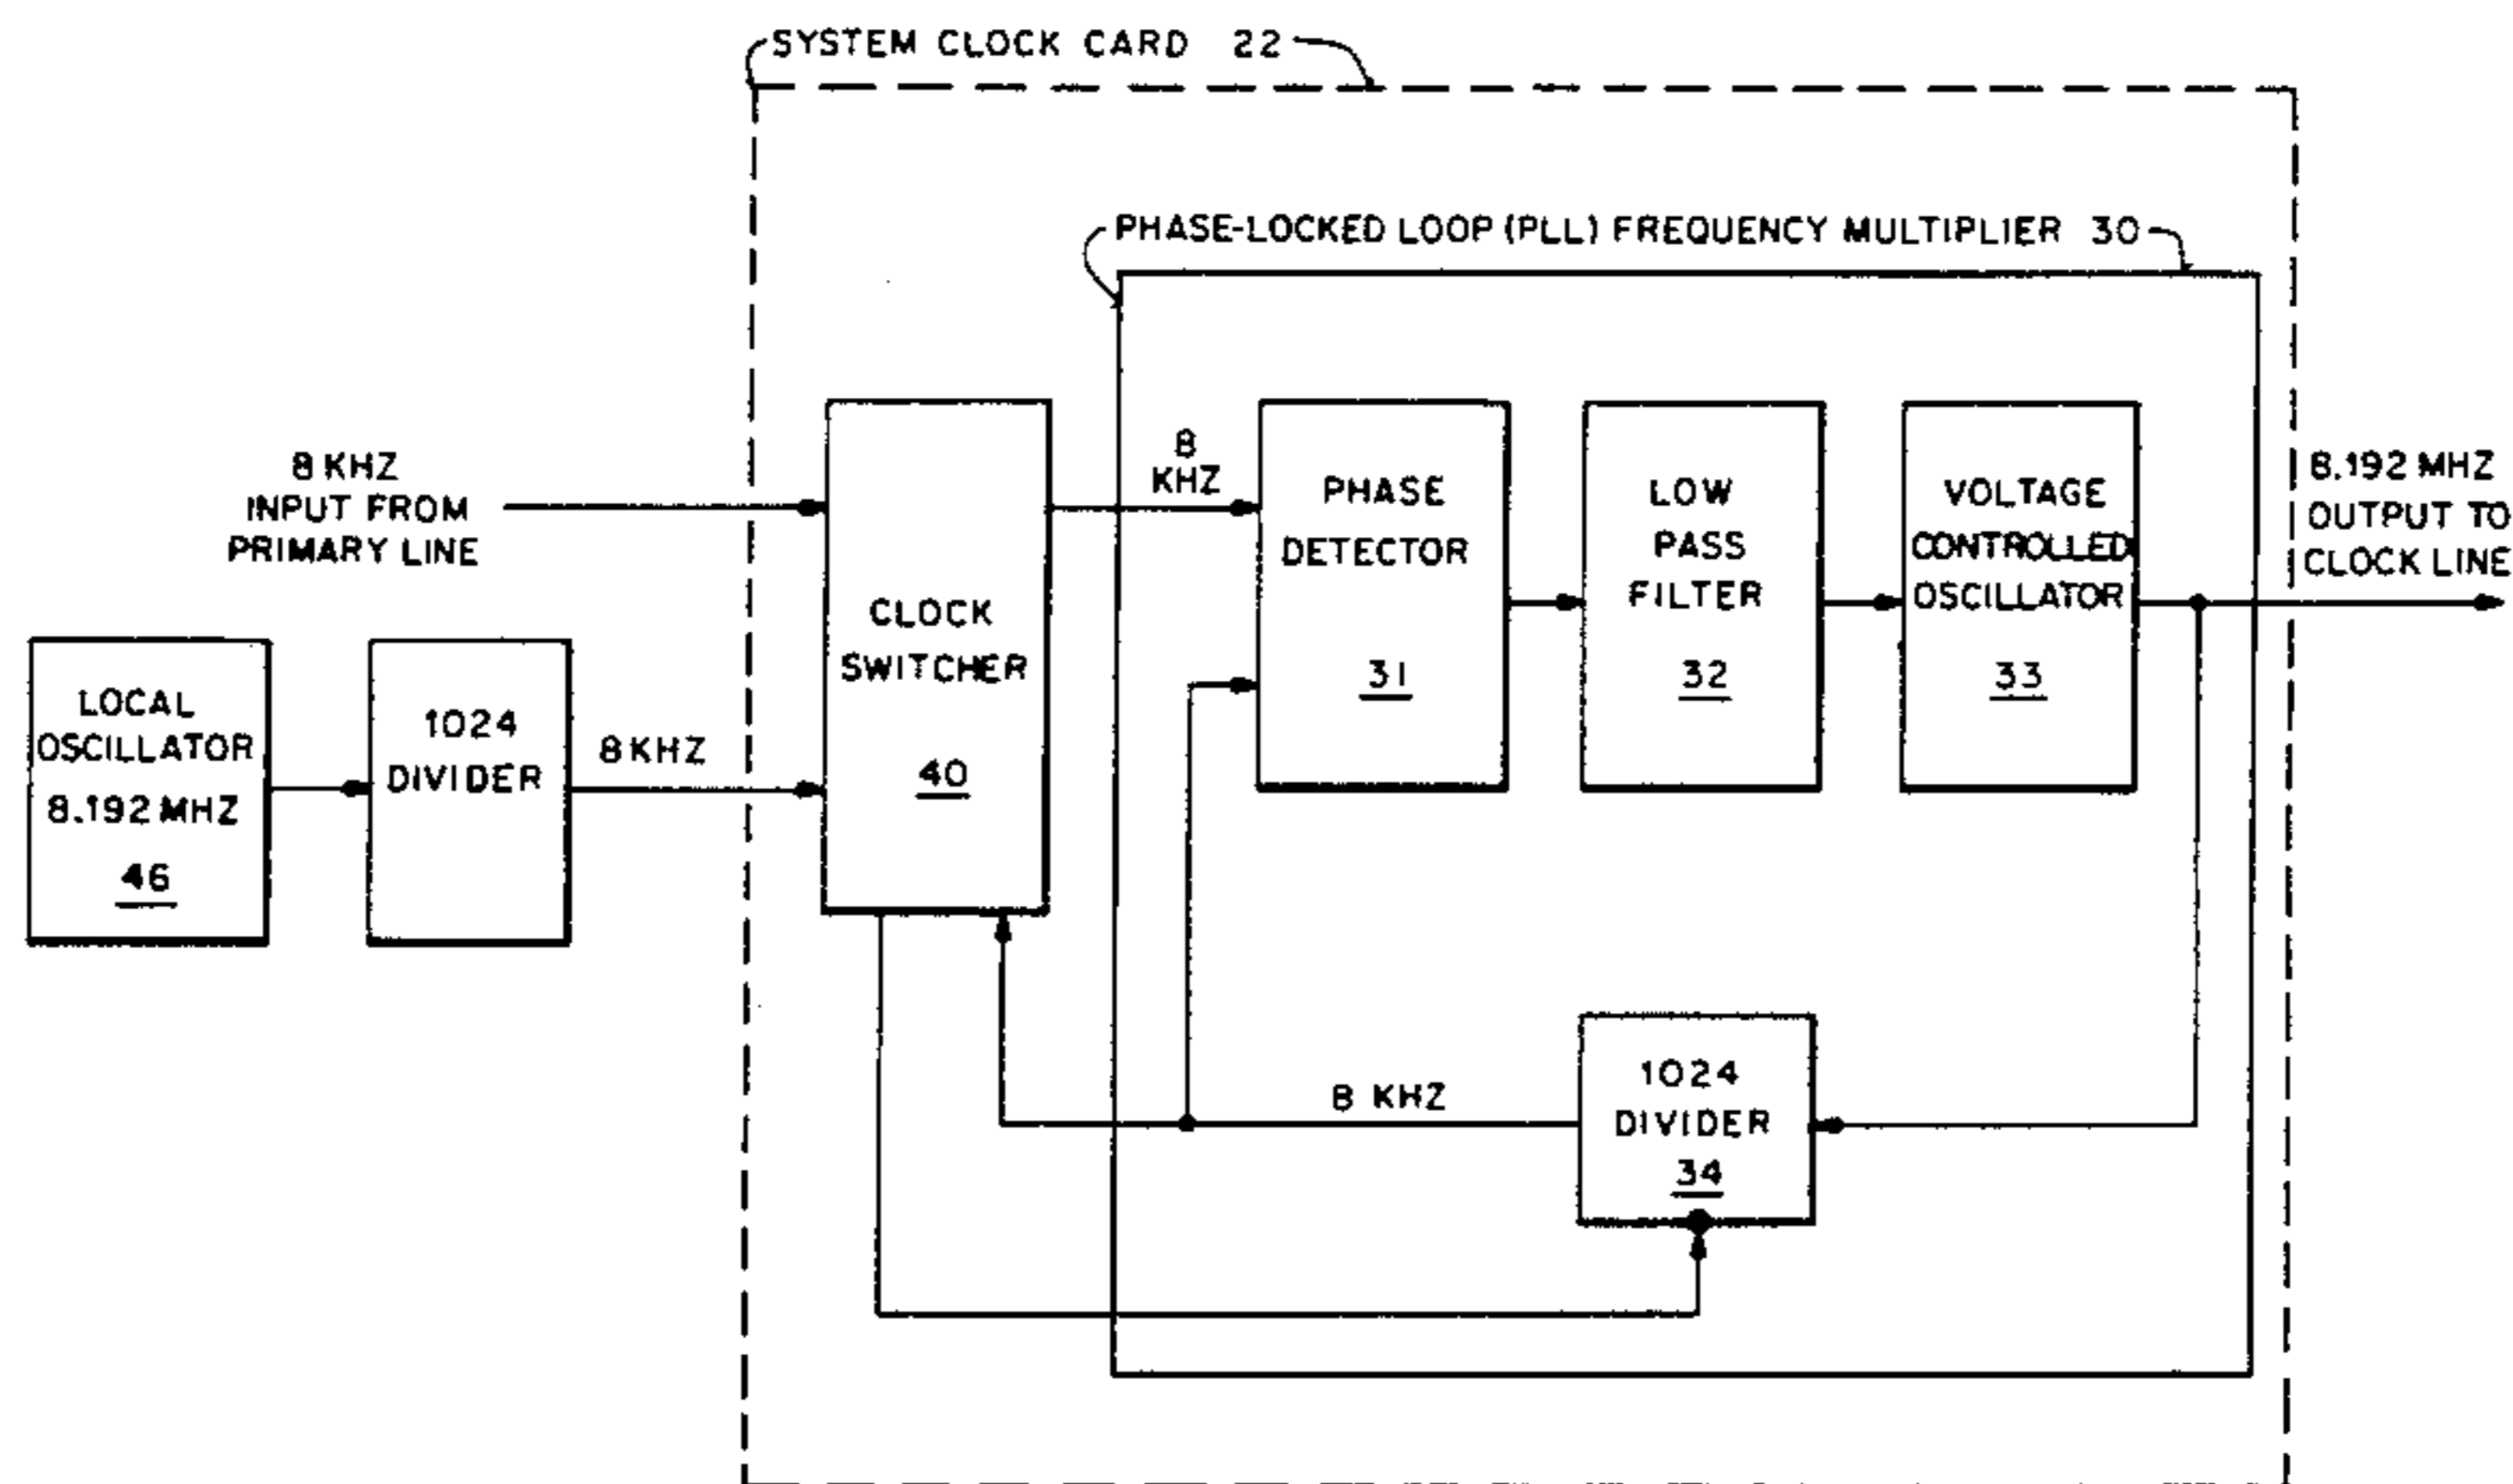 SYSTEM CLOCK CARD 22
PHASE-LOCKED LOOP (PLL) FREQUENCY MULTIPLIER 30
8 KHZ
INPUT FROM
PRIMARY LINE
LOCAL
OSCILLATOR
8.192 MHZ
46
1024
DIVIDER
8 KHZ
CLOCK
SWITCHER
40
8
KHZ
PHASE
DETECTOR
31
LOW
PASS
FILTER
32
VOLTAGE
CONTROLLED
OSCILLATOR
33
8.192 MHZ
OUTPUT TO
CLOCK LINE
8 KHZ
1024
DIVIDER
34